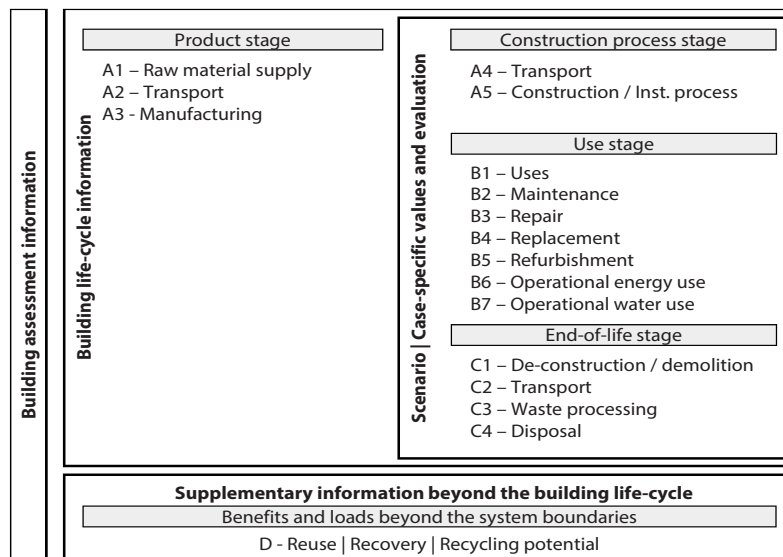 Building assessment information
Building life-cycle information
Product stage
A1 – Raw material supply
A2 – Transport
A3 - Manufacturing
Scenario | Case-specific values and evaluation
Construction process stage
A4 – Transport
A5 – Construction / Inst. process
Use stage
B1 – Uses
B2 – Maintenance
B3 – Repair
B4 – Replacement
B5 – Refurbishment
B6 – Operational energy use
B7 – Operational water use
End-of-life stage
C1 – De-construction / demolition
C2 – Transport
C3 – Waste processing
C4 – Disposal
Supplementary information beyond the building life-cycle
Benefits and loads beyond the system boundaries
D - Reuse | Recovery | Recycling potential